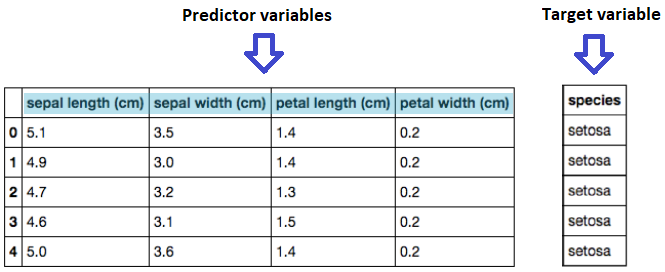 Predictor variables Target variable
sepal length (cm) sepal width (cm) petal length (cm) petal width (cm) species
0 5.1 3.5 1.4 0.2 setosa
1 4.9 3.0 1.4 0.2 setosa
2 4.7 3.2 1.3 0.2 setosa
3 4.6 3.1 1.5 0.2 setosa
4 5.0 3.6 1.4 0.2 setosa